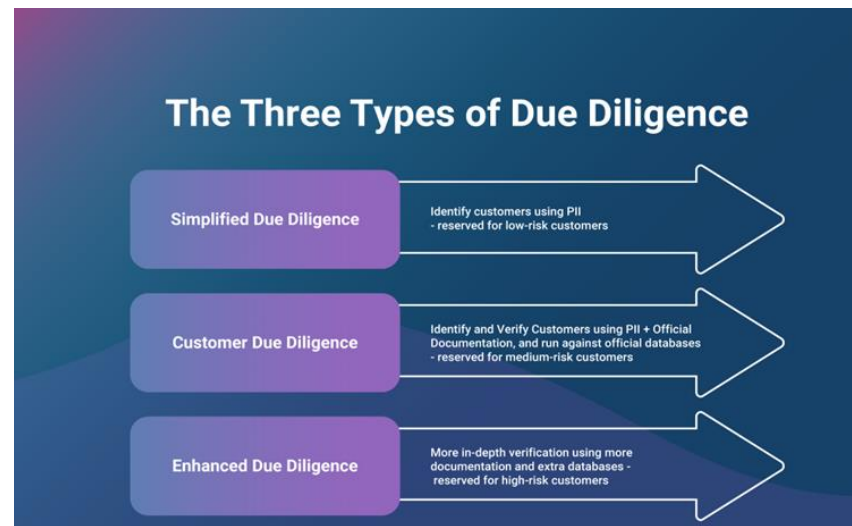 The Three Types of Due Diligence
Simplified Due Diligence
Identify customers using PII
- reserved for low-risk customers
Customer Due Diligence
Identify and Verify Customers using PII + Official
Documentation, and run against official databases
- reserved for medium-risk customers
Enhanced Due Diligence
More in-depth verification using more
documentation and extra databases -
reserved for high-risk customers